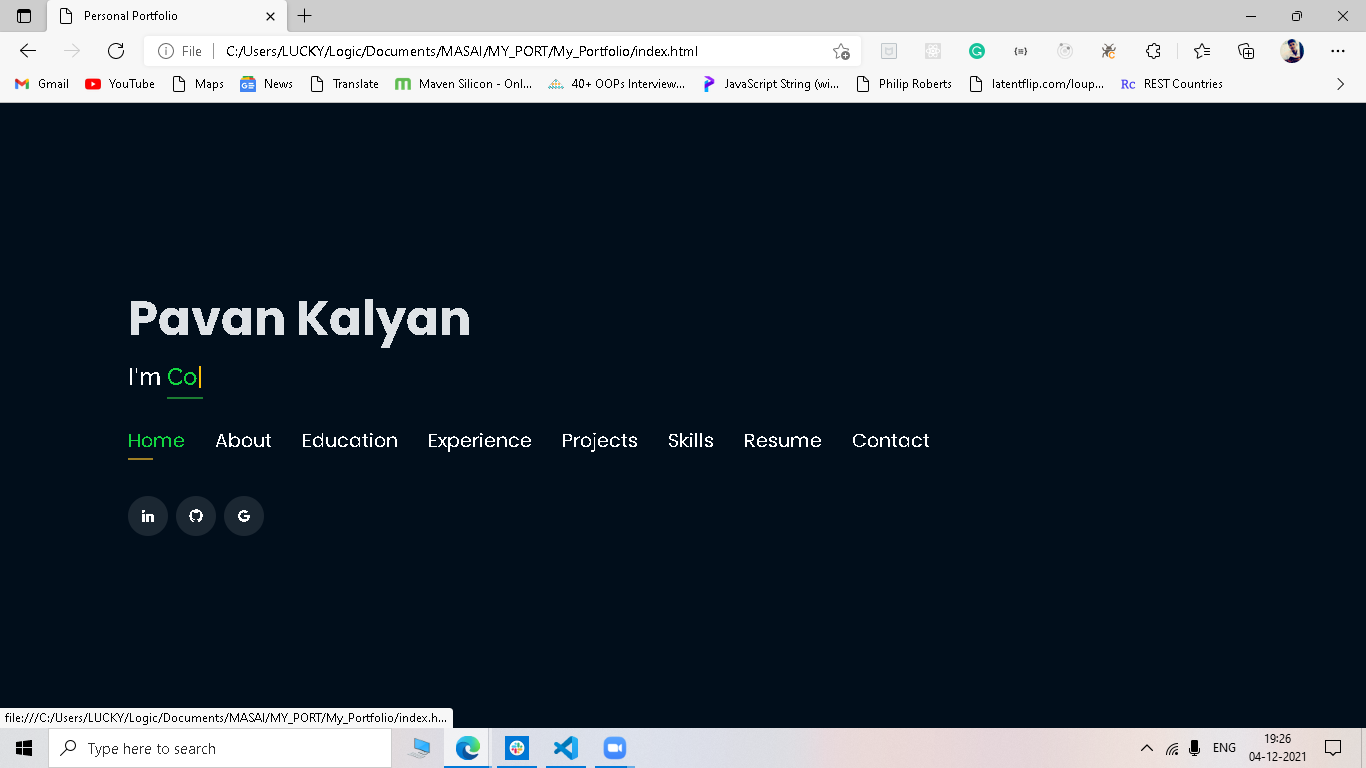 Personal Portfolio
File C:/Users/LUCKY/Logic/Documents/MASAI/MY_PORT/My_Portfolio/index.html
Gmail YouTube Maps News Translate Maven Silicon - Onl... 40+ OOPs Interview... JavaScript String (wi... Philip Roberts latentflip.com/loup... Rc REST Countries
Pavan Kalyan
I'm Co
Home About Education Experience Projects Skills Resume Contact
in G
file:///C:/Users/LUCKY/Logic/Documents/MASAI/MY_PORT/My_Portfolio/index.h...
Type here to search
ENG
19:26
04-12-2021